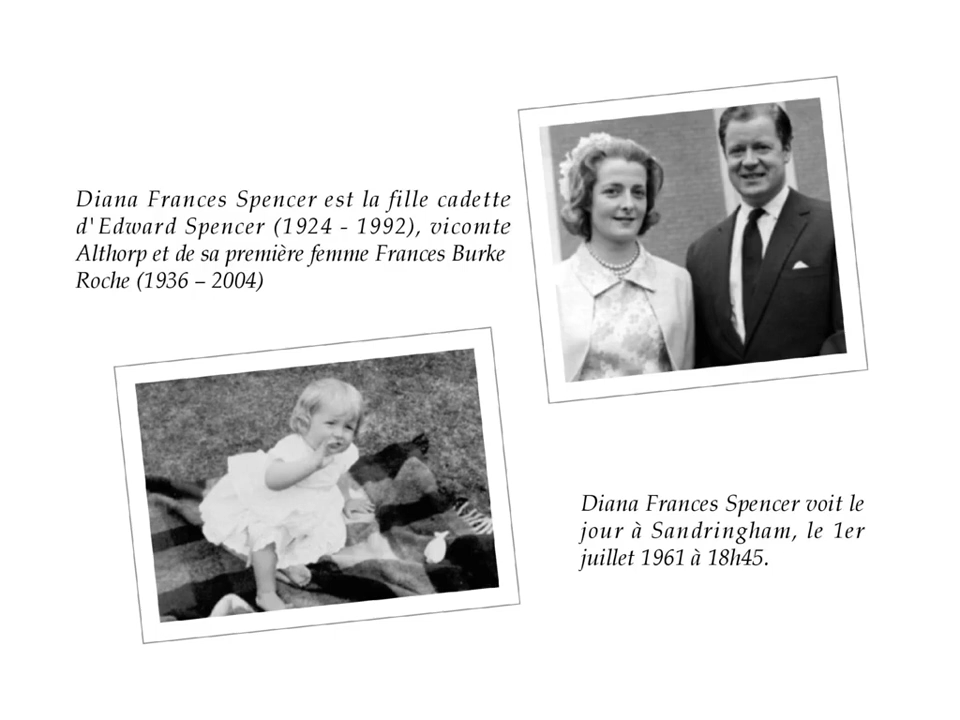 Diana Frances Spencer est la fille cadette
d'Edward Spencer (1924 - 1992), vicomte
Althorp et de sa première femme Frances Burke
Roche (1936 – 2004)
Diana Frances Spencer voit le
jour à Sandringham, le 1er
juillet 1961 à 18h45.